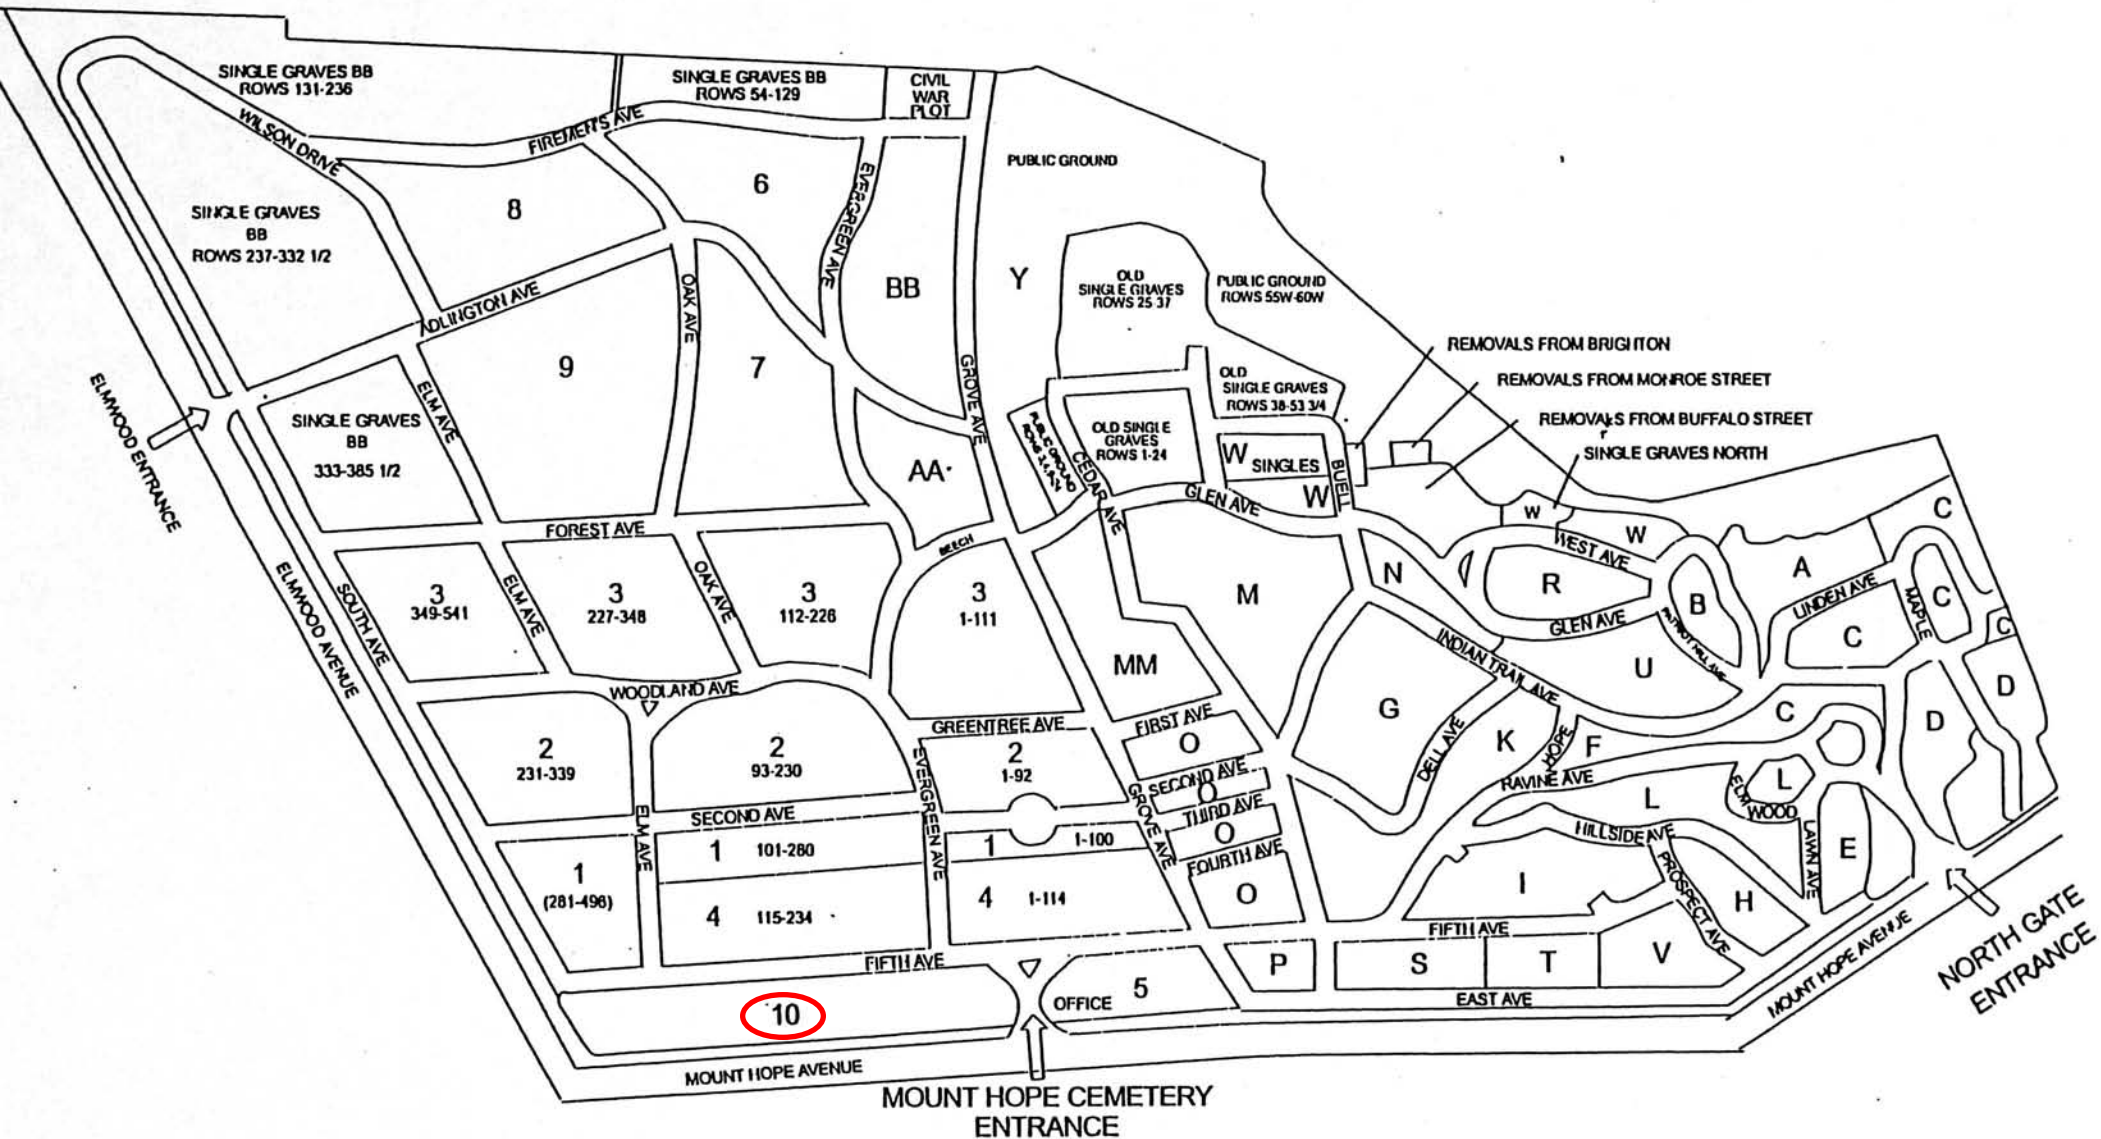 SINGLE GRAVES BB
ROWS 131-236
SINGLE GRAVES BB
ROWS 54-129
CIVIL
WAR
PLOT
WILSON DRIVE
FIREMEN'S AVE
PUBLIC GROUND
6
8
EVERGREEN AVE
SINGLE GRAVES
BB
ROWS 237-332 1/2
BB
Y
OLD
SINGLE GRAVES
ROWS 25 37
PUBLIC GROUND
ROWS 55W-60W
ADLINGTON AVE
OAK AVE
9
7
GROVE AVE
REMOVALS FROM BRIGHTON
REMOVALS FROM MONROE STREET
REMOVALS FROM BUFFALO STREET
SINGLE GRAVES NORTH
OLD
SINGLE GRAVES
ROWS 38-53 3/4
ELMWOOD ENTRANCE
SINGLE GRAVES
BB
333-385 1/2
ELM AVE
AA
PUBLIC GROUND
CEDAR AVE
OLD SINGLE
GRAVES
ROWS 1-24
W SINGLES
W
BUELL
GLEN AVE
W
W
WEST AVE
C
FOREST AVE
BEECH
ELMWOOD AVENUE
SOUTH AVE
3
349-541
ELM AVE
3
227-348
OAK AVE
3
112-226
3
1-111
M
N
R
B
A
LINDEN AVE
MAPLE
C
C
C
GLEN AVE
PATRIOT HILL AVE
INDIAN TRAIL AVE
U
MM
WOODLAND AVE
GREENTREE AVE
FIRST AVE
O
G
DELL AVE
K
HOPE
F
C
D
D
2
231-339
2
93-230
EVERGREEN AVE
2
1-92
GROVE AVE
SECOND AVE
O
THIRD AVE
O
FOURTH AVE
O
RAVINE AVE
L
ELM
WOOD
L
HILLSIDE AVE
LAWN AVE
E
SECOND AVE
ELM AVE
1
(281-496)
1 101-280
4 115-234
1 1-100
4 1-114
I
PROSPECT AVE
H
FIFTH AVE
FIFTH AVE
P
S
T
V
10
OFFICE
5
EAST AVE
MOUNT HOPE AVENUE
NORTH GATE
ENTRANCE
MOUNT HOPE AVENUE
MOUNT HOPE CEMETERY
ENTRANCE